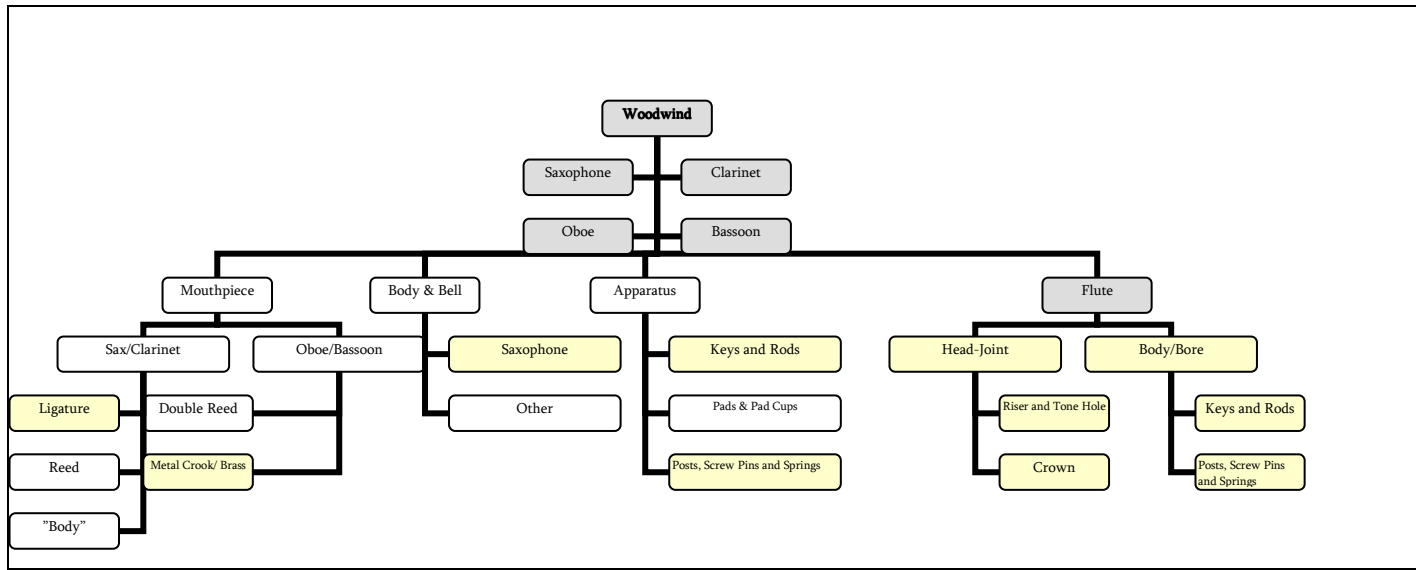 Woodwind
Saxophone
Clarinet
Oboe
Bassoon
Mouthpiece
Body & Bell
Apparatus
Flute
Sax/Clarinet
Oboe/Bassoon
Saxophone
Keys and Rods
Head-Joint
Body/Bore
Ligature
Double Reed
Other
Pads & Pad Cups
Riser and Tone Hole
Keys and Rods
Reed
Metal Crook/ Brass
Posts, Screw Pins and Springs
Crown
Posts, Screw Pins
and Springs
”Body”